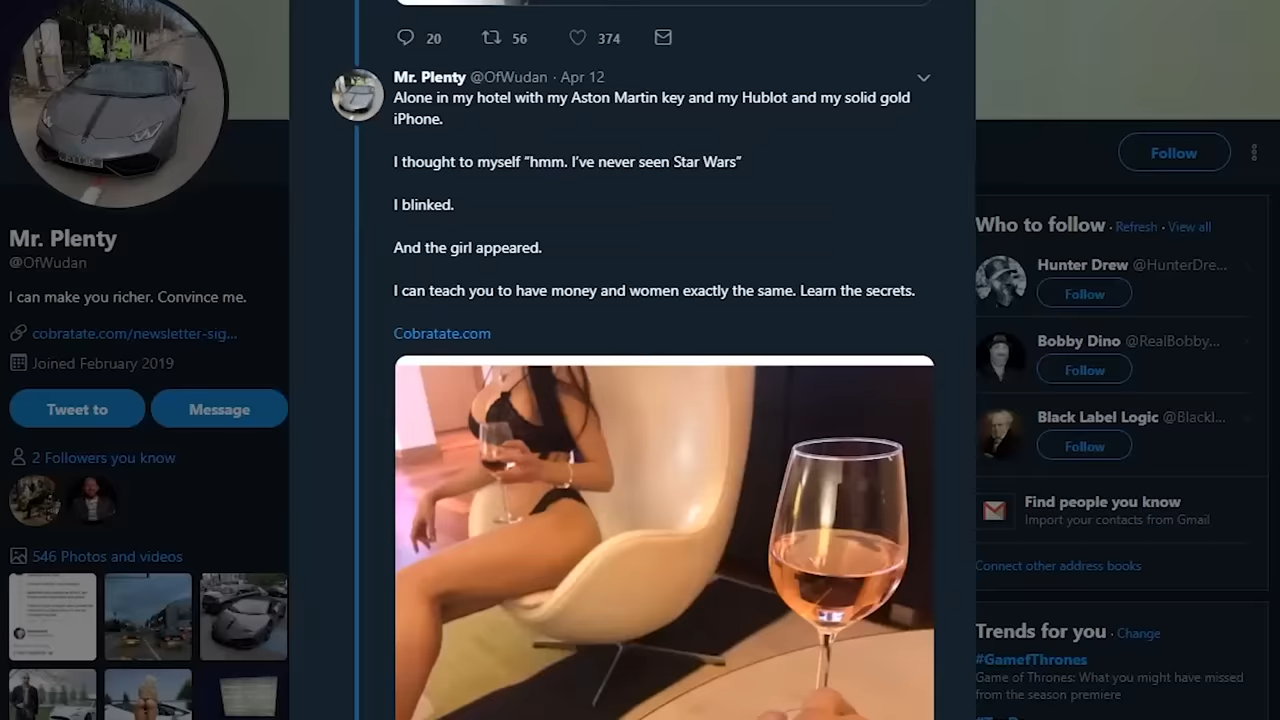 20
56
374
Mr. Plenty @OfWudan · Apr 12
Alone in my hotel with my Aston Martin key and my Hublot and my solid gold
iPhone.
I thought to myself "hmm. I've never seen Star Wars"
I blinked.
And the girl appeared.
I can teach you to have money and women exactly the same. Learn the secrets.
Cobratate.com
Mr. Plenty
@OfWudan
I can make you richer. Convince me.
cobratate.com/newsletter-sig...
Joined February 2019
Tweet to
Message
2 Followers you know
546 Photos and videos
Follow
Who to follow · Refresh · View all
Hunter Drew @HunterDre...
Follow
Bobby Dino @RealBobby...
Follow
Black Label Logic @Blackl...
Follow
Find people you know
Import your contacts from Gmail
Connect other address books
Trends for you · Change
#GamefThrones
Game of Thrones: What you might have missed
from the season premiere